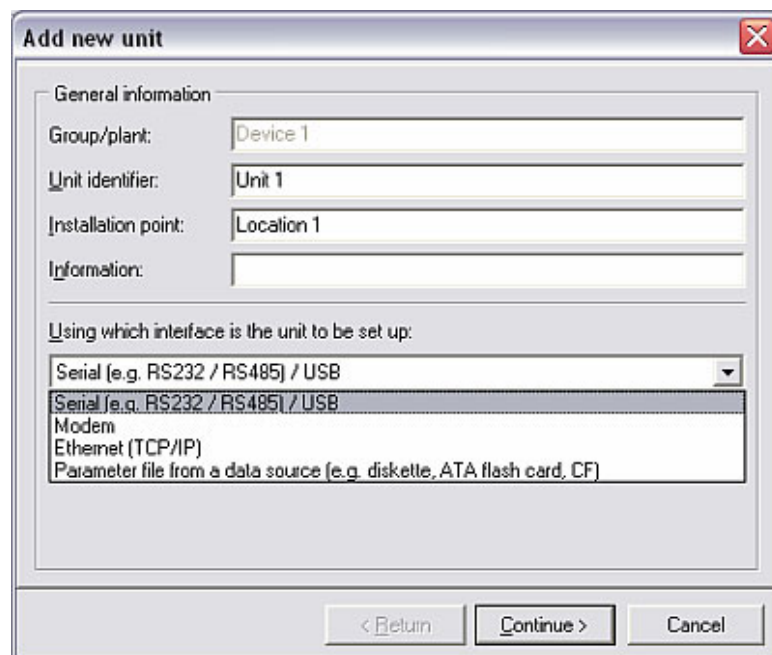 Add new unit
General information
Group/plant: Device 1
Unit identifier: Unit 1
Installation point: Location 1
Information:
Using which interface is the unit to be set up:
Serial (e.g. RS232 / RS485) / USB
Serial (e.g. RS232 / RS485) / USB
Modem
Ethernet (TCP/IP)
Parameter file from a data source (e.g. diskette, ATA flash card, CF)
< Return Continue > Cancel